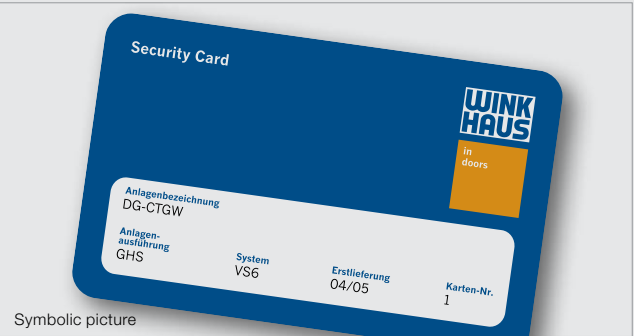 Security Card
WINK
HAUS
in
doors
Anlagenbezeichnung
DG-CTGW
Anlagen-
ausführung
GHS
System
VS6
Erstlieferung
04/05
Karten-Nr.
1
Symbolic picture